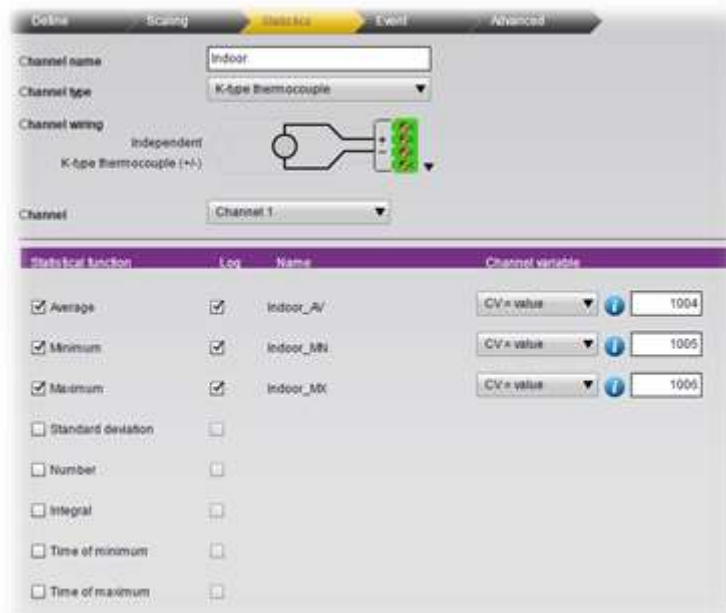 Define Scaling Statistics Event Advanced
Channel name Indoor
Channel type K-type thermocouple
Channel wiring
Independent
K-type thermocouple (+/-)
+
−
Channel Channel 1
Statistical function Log Name Channel variable
Average Indoor_AV CV = value 1004
Minimum Indoor_MN CV = value 1005
Maximum Indoor_MX CV = value 1006
Standard deviation
Number
Integral
Time of minimum
Time of maximum